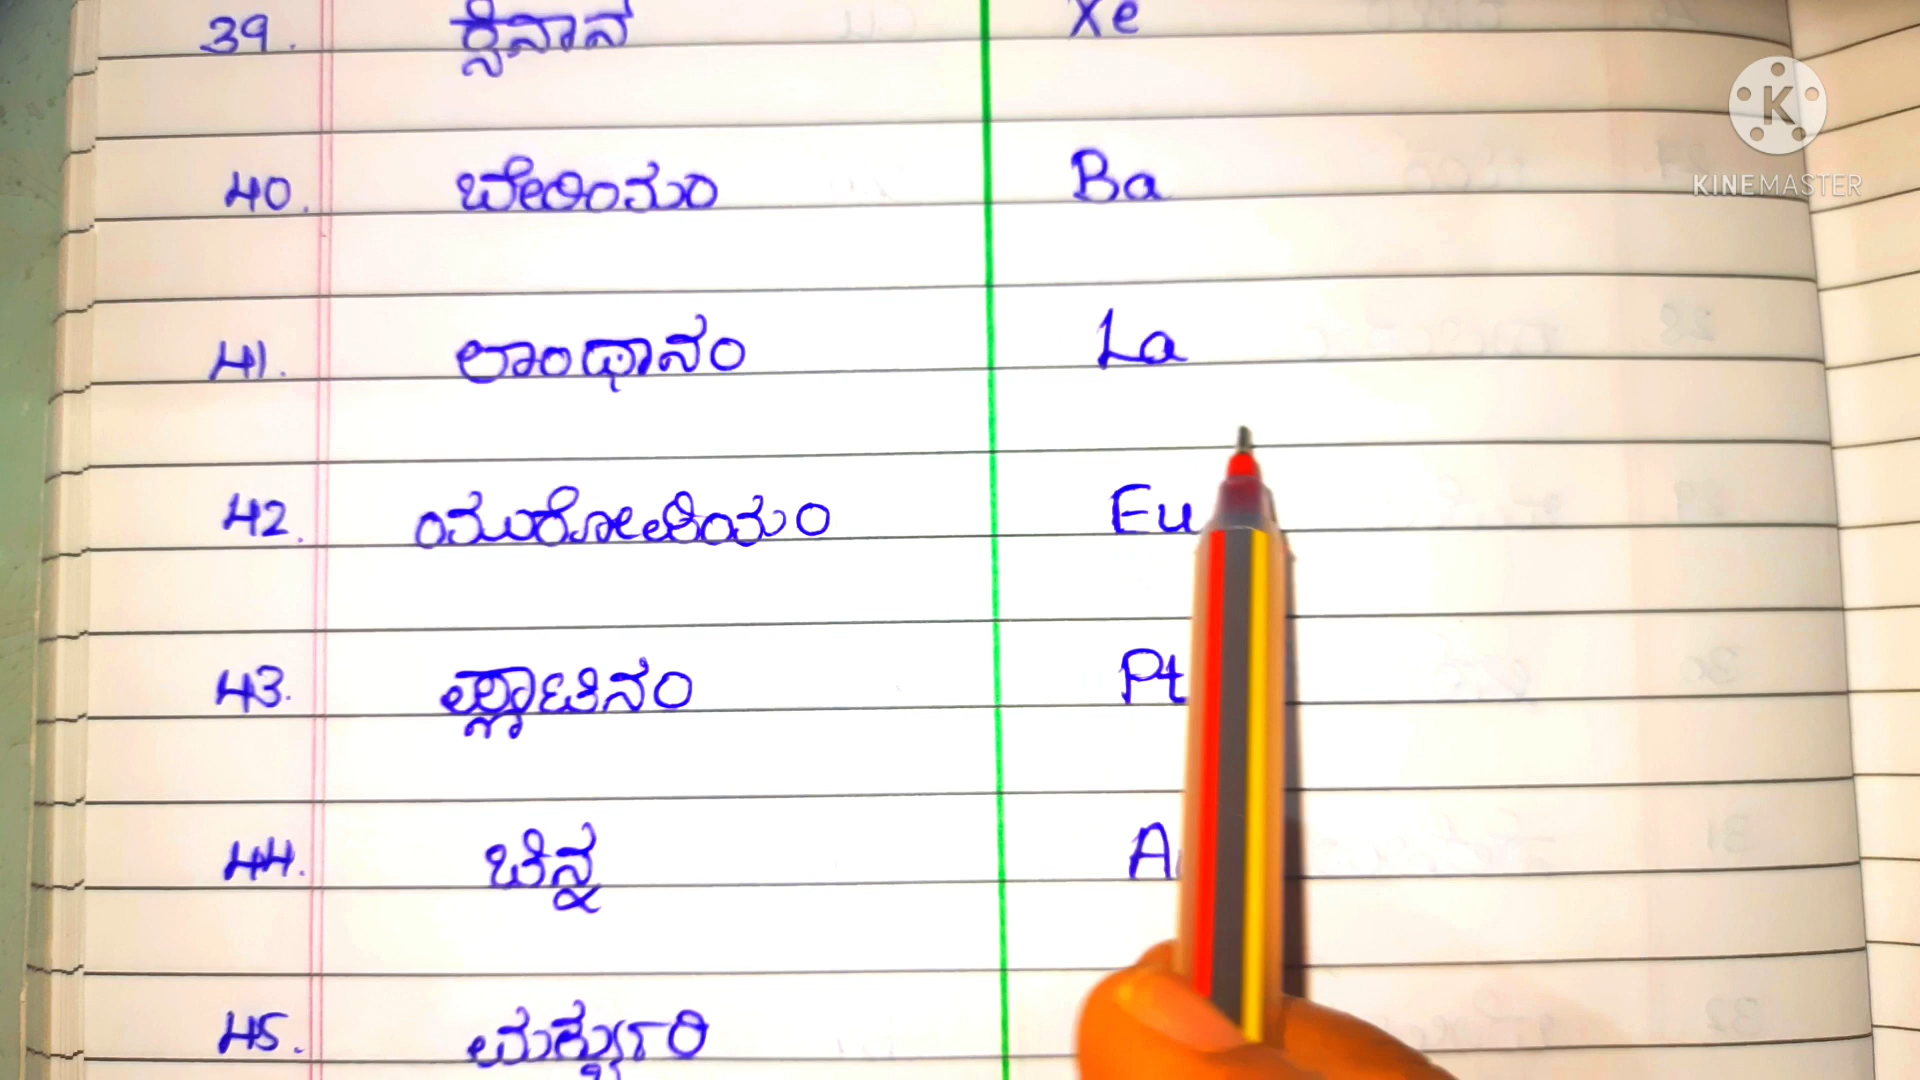 39. ಕ್ಸೆನಾನ Xe
40. ಬೇರಿಯಂ Ba
41. ಲಾಂಥಾನಂ La
42. ಯುರೋಪಿಯಂ Eu
43. ಪ್ಲಾಟಿನಂ Pt
44. ಚಿನ್ನ A
45. ಮರ್ಕ್ಯುರಿ
K
KINEMASTER